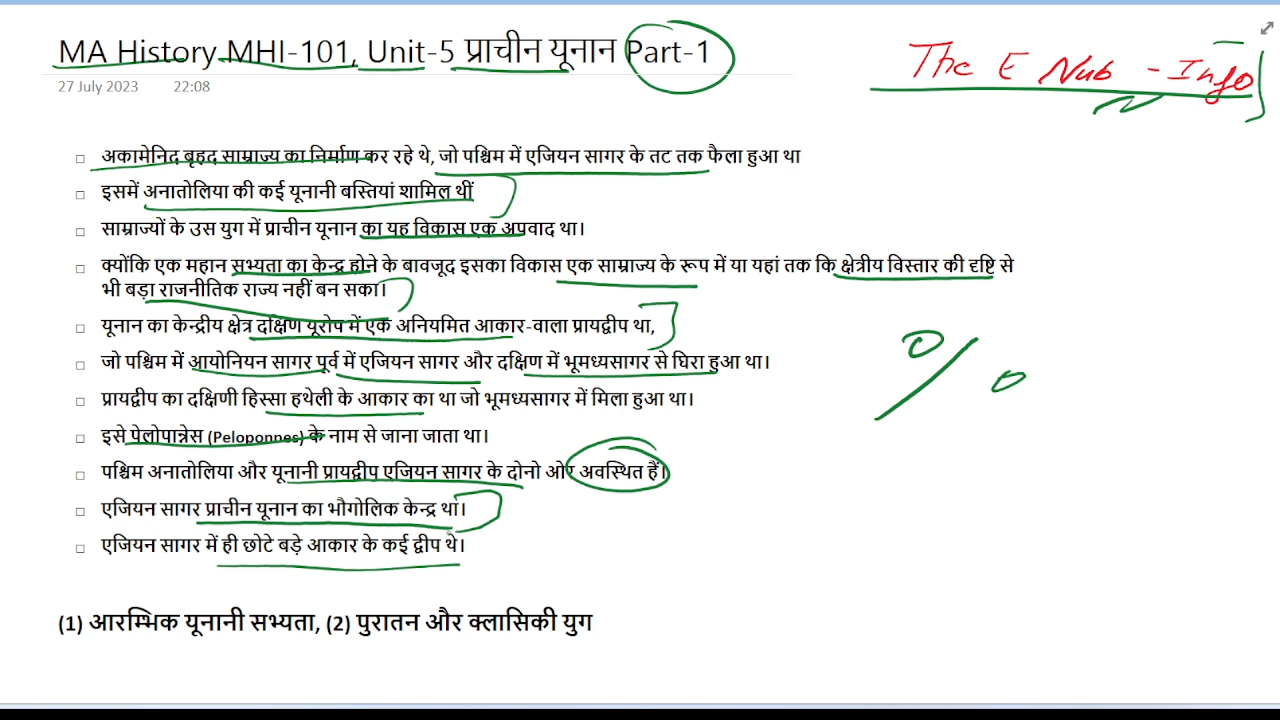 MA History MHI-101, Unit-5 प्राचीन यूनान Part-1
The E Nub - Info
27 July 2023 22:08
अकामेनिद बृहद साम्राज्य का निर्माण कर रहे थे, जो पश्चिम में एजियन सागर के तट तक फैला हुआ था
इसमें अनातोलिया की कई यूनानी बस्तियां शामिल थीं
साम्राज्यों के उस युग में प्राचीन यूनान का यह विकास एक अपवाद था।
क्योंकि एक महान सभ्यता का केन्द्र होने के बावजूद इसका विकास एक साम्राज्य के रूप में या यहां तक कि क्षेत्रीय विस्तार की दृष्टि से
भी बड़ा राजनीतिक राज्य नहीं बन सका।
यूनान का केन्द्रीय क्षेत्र दक्षिण यूरोप में एक अनियमित आकार-वाला प्रायद्वीप था,
जो पश्चिम में आयोनियन सागर पूर्व में एजियन सागर और दक्षिण में भूमध्यसागर से घिरा हुआ था।
प्रायद्वीप का दक्षिणी हिस्सा हथेली के आकार का था जो भूमध्यसागर में मिला हुआ था।
इसे पेलोपान्नेस (Peloponnes) के नाम से जाना जाता था।
पश्चिम अनातोलिया और यूनानी प्रायद्वीप एजियन सागर के दोनो ओर अवस्थित हैं।
एजियन सागर प्राचीन यूनान का भौगोलिक केन्द्र था।
एजियन सागर में ही छोटे बड़े आकार के कई द्वीप थे।
(1) आरम्भिक यूनानी सभ्यता, (2) पुरातन और क्लासिकी युग